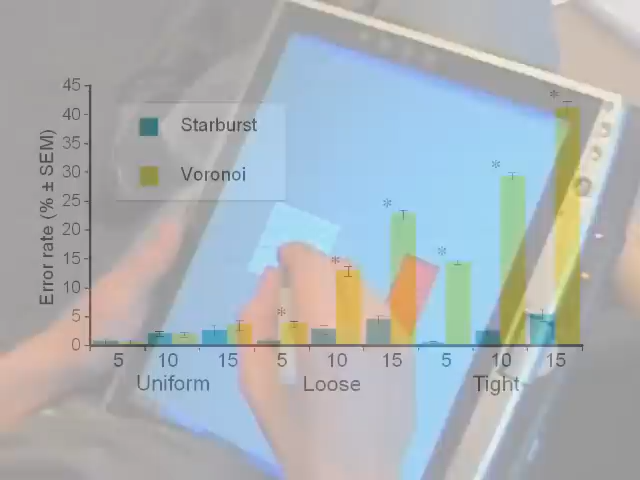 45
40
35
30
25
20
15
10
5
0
Error rate (% ± SEM)
Starburst
Voronoi
* * * * * *
5 10 15 5 10 15 5 10 15
Uniform Loose Tight